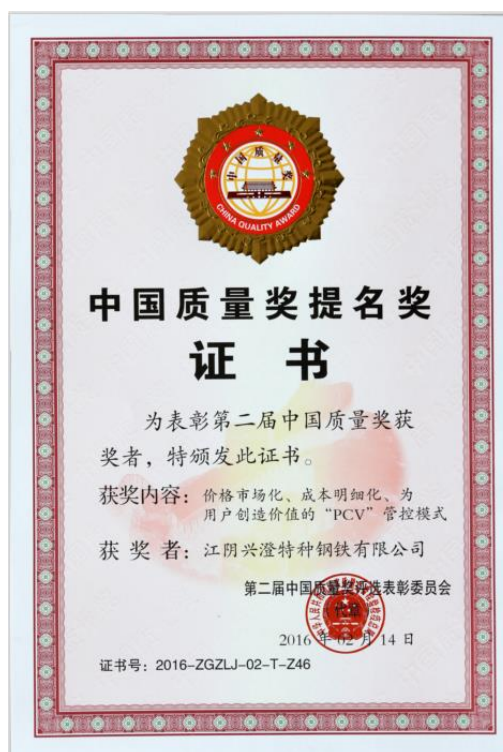 中国质量奖
CHINA QUALITY AWARD
中国质量奖提名奖
证 书
为表彰第二届中国质量奖获
奖者，特颁发此证书。
获奖内容：价格市场化、成本明细化、为
用户创造价值的“PCV”管控模式
获 奖 者：江阴兴澄特种钢铁有限公司
第二届中国质量奖评选表彰委员会
代章
2016 年 02 月 14 日
证书号：2016-ZGZLJ-02-T-Z46